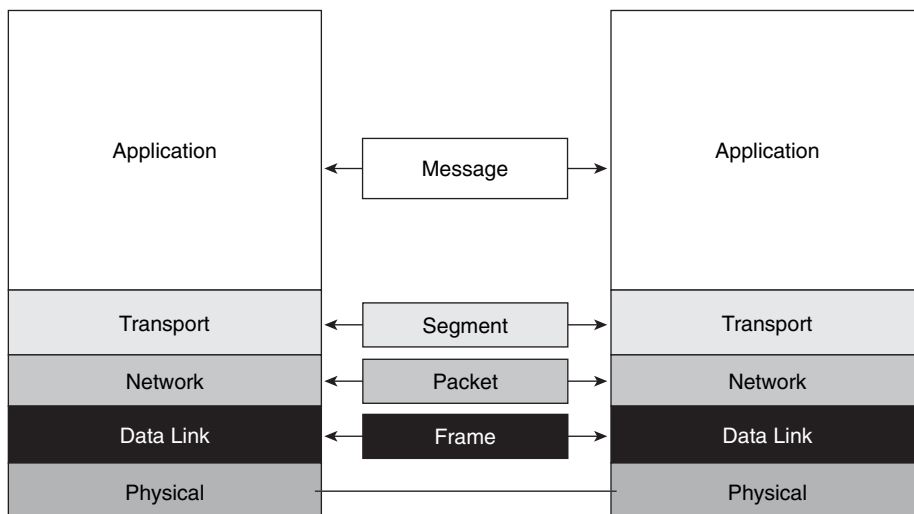 Application
Message
Application
Transport
Segment
Transport
Network
Packet
Network
Data Link
Frame
Data Link
Physical
Physical